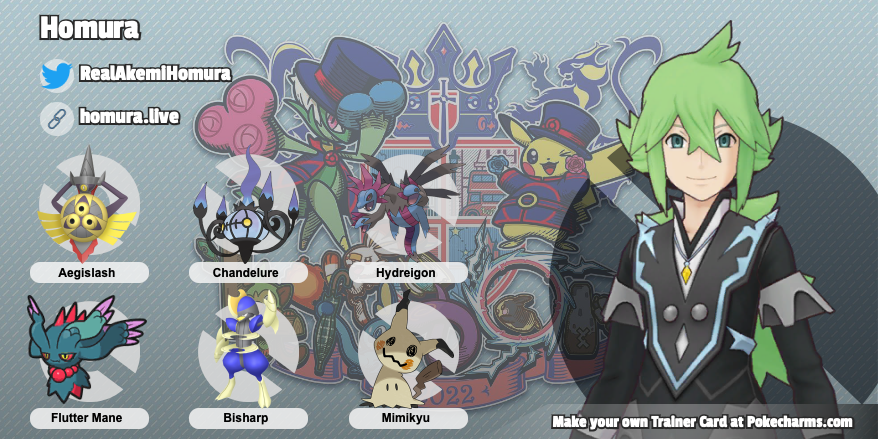 Homura
RealAkemiHomura
homura.live
Aegislash
Chandelure
Hydreigon
Flutter Mane
Bisharp
Mimikyu
2022
Make your own Trainer Card at Pokecharms.com